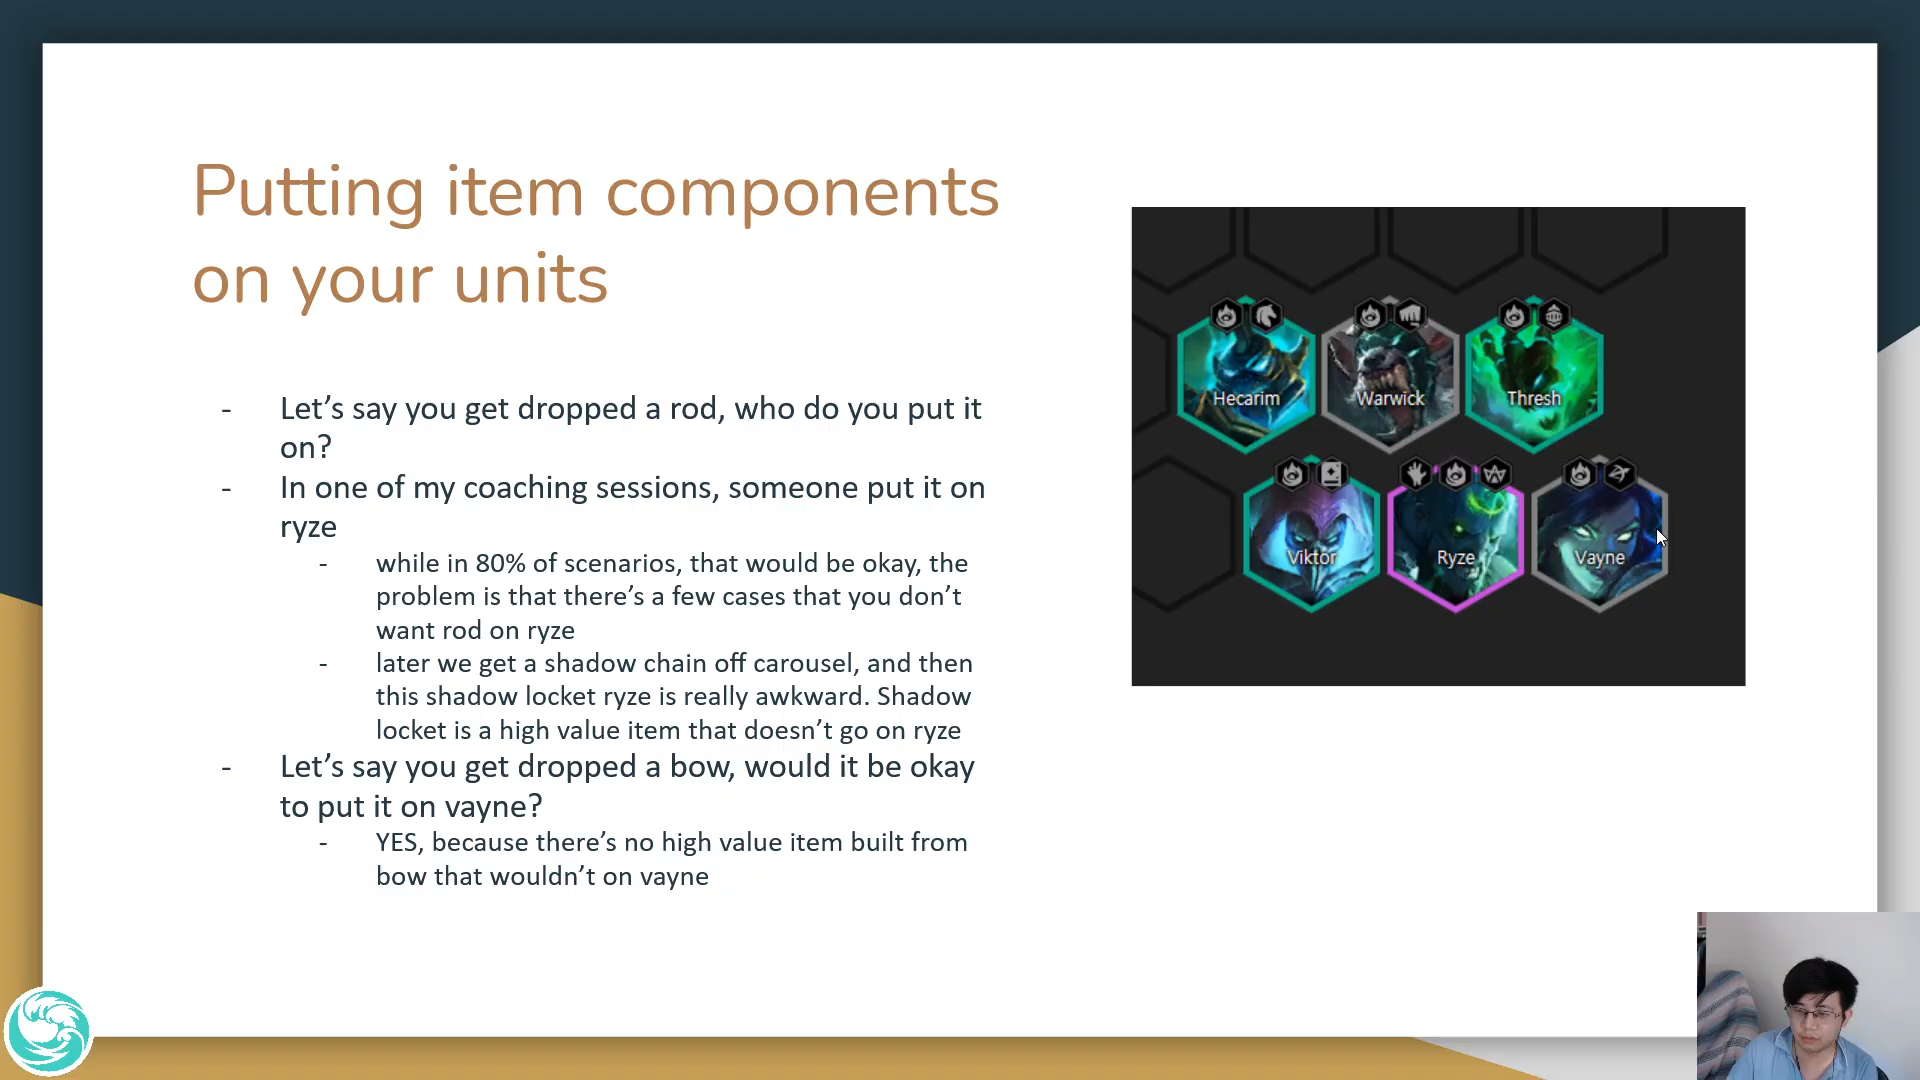 Putting item components
on your units
- Let’s say you get dropped a rod, who do you put it
on?
- In one of my coaching sessions, someone put it on
ryze
- while in 80% of scenarios, that would be okay, the
problem is that there’s a few cases that you don’t
want rod on ryze
- later we get a shadow chain off carousel, and then
this shadow locket ryze is really awkward. Shadow
locket is a high value item that doesn’t go on ryze
- Let’s say you get dropped a bow, would it be okay
to put it on vayne?
- YES, because there’s no high value item built from
bow that wouldn’t on vayne
Hecarim
Warwick
Thresh
Viktor
Ryze
Vayne